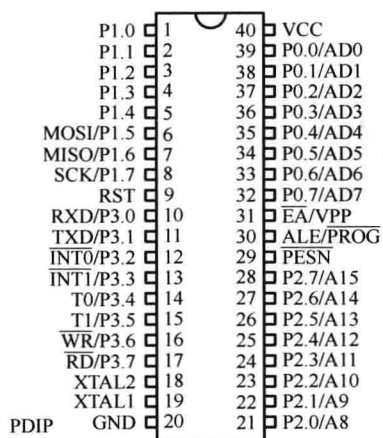 P1.0 1 40 VCC
P1.1 2 39 P0.0/AD0
P1.2 3 38 P0.1/AD1
P1.3 4 37 P0.2/AD2
P1.4 5 36 P0.3/AD3
MOSI/P1.5 6 35 P0.4/AD4
MISO/P1.6 7 34 P0.5/AD5
SCK/P1.7 8 33 P0.6/AD6
RST 9 32 P0.7/AD7
RXD/P3.0 10 31 E̅A̅/VPP
TXD/P3.1 11 30 ALE/P̅R̅O̅G̅
I̅N̅T̅0̅/P3.2 12 29 P̅E̅S̅N̅
I̅N̅T̅1̅/P3.3 13 28 P2.7/A15
T0/P3.4 14 27 P2.6/A14
T1/P3.5 15 26 P2.5/A13
W̅R̅/P3.6 16 25 P2.4/A12
R̅D̅/P3.7 17 24 P2.3/A11
XTAL2 18 23 P2.2/A10
XTAL1 19 22 P2.1/A9
PDIP GND 20 21 P2.0/A8